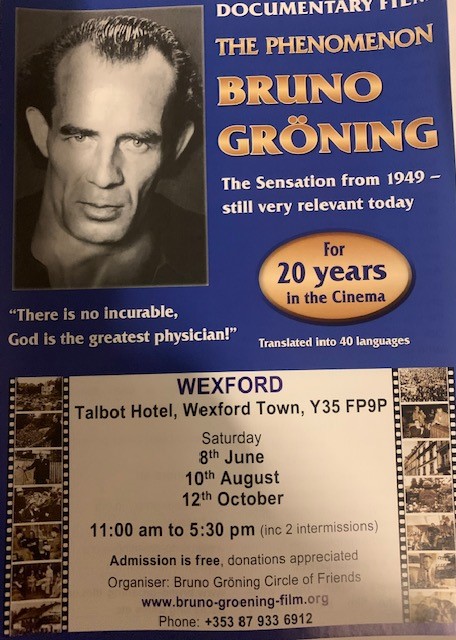 DOCUMENTARY FILM
THE PHENOMENON
BRUNO
GRÖNING
The Sensation from 1949 –
still very relevant today
For
20 years
in the Cinema
"There is no incurable,
God is the greatest physician!"
Translated into 40 languages
WEXFORD
Talbot Hotel, Wexford Town, Y35 FP9P
Saturday
8th June
10th August
12th October
11:00 am to 5:30 pm (inc 2 intermissions)
Admission is free, donations appreciated
Organiser: Bruno Gröning Circle of Friends
www.bruno-groening-film.org
Phone: +353 87 933 6912